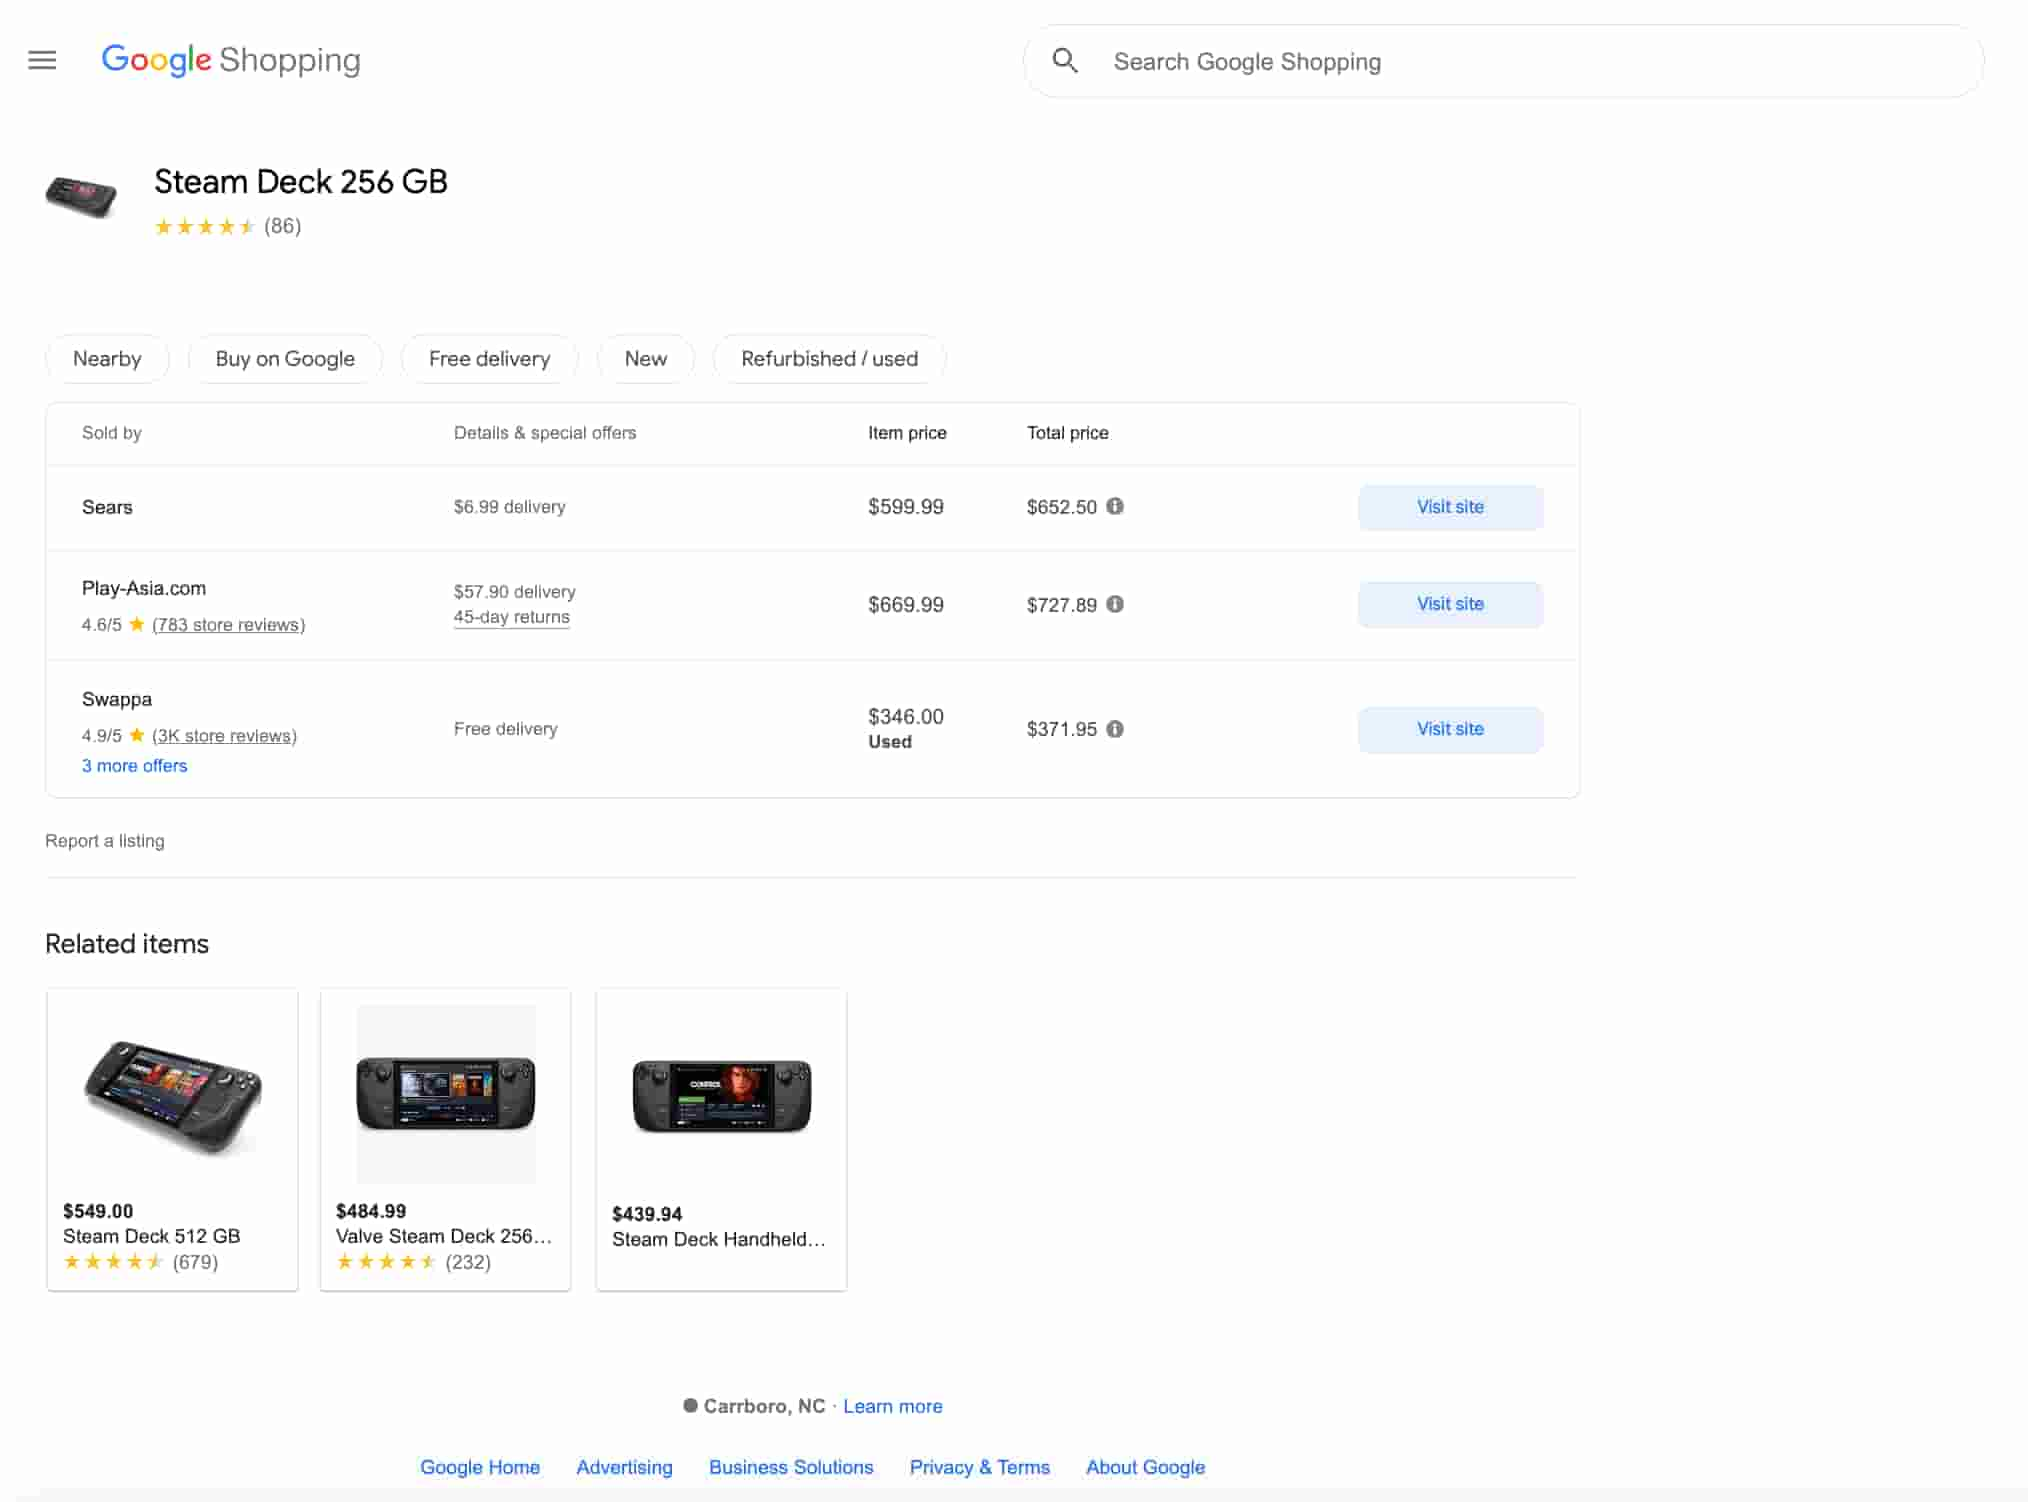 Google Shopping
Search Google Shopping
Steam Deck 256 GB
(86)
Nearby
Buy on Google
Free delivery
New
Refurbished / used
Sold by
Details & special offers
Item price
Total price
Sears
$6.99 delivery
$599.99
$652.50
Visit site
Play-Asia.com
4.6/5 ★ (783 store reviews)
$57.90 delivery
45-day returns
$669.99
$727.89
Visit site
Swappa
4.9/5 ★ (3K store reviews)
3 more offers
Free delivery
$346.00
Used
$371.95
Visit site
Report a listing
Related items
$549.00
Steam Deck 512 GB
(679)
$484.99
Valve Steam Deck 256...
(232)
CONTROL
$439.94
Steam Deck Handheld...
Carrboro, NC · Learn more
Google Home
Advertising
Business Solutions
Privacy & Terms
About Google